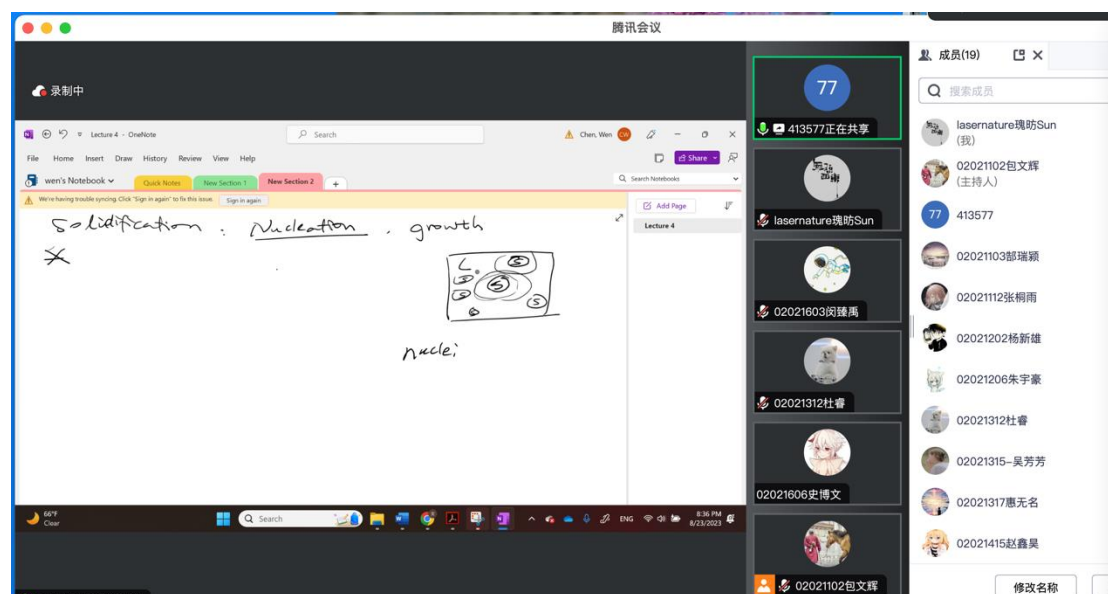 腾讯会议
录制中
Lecture 4 - OneNote
Search
Chen, Wen
CW
File Home Insert Draw History Review View Help
Share
wen's Notebook
Quick Notes
New Section 1
New Section 2
+
Search Notebooks
We're having trouble syncing. Click "Sign in again" to fix this issue.
Sign in again
Add Page
Lecture 4
Solidification : Nucleation . growth
L S
S S
S S
nuclei
66°F
Clear
Search
ENG
8:36 PM
8/23/2023
77
413577正在共享
lasernature瑰昉Sun
02021603闵臻禹
02021312杜睿
02021606史博文
02021102包文辉
成员(19)
搜索成员
lasernature瑰昉Sun
(我)
02021102包文辉
(主持人)
77
413577
02021103郜瑞颖
02021112张桐雨
02021202杨新雄
02021206朱宇豪
02021312杜睿
02021315–吴芳芳
02021317惠无名
02021415赵鑫昊
修改名称